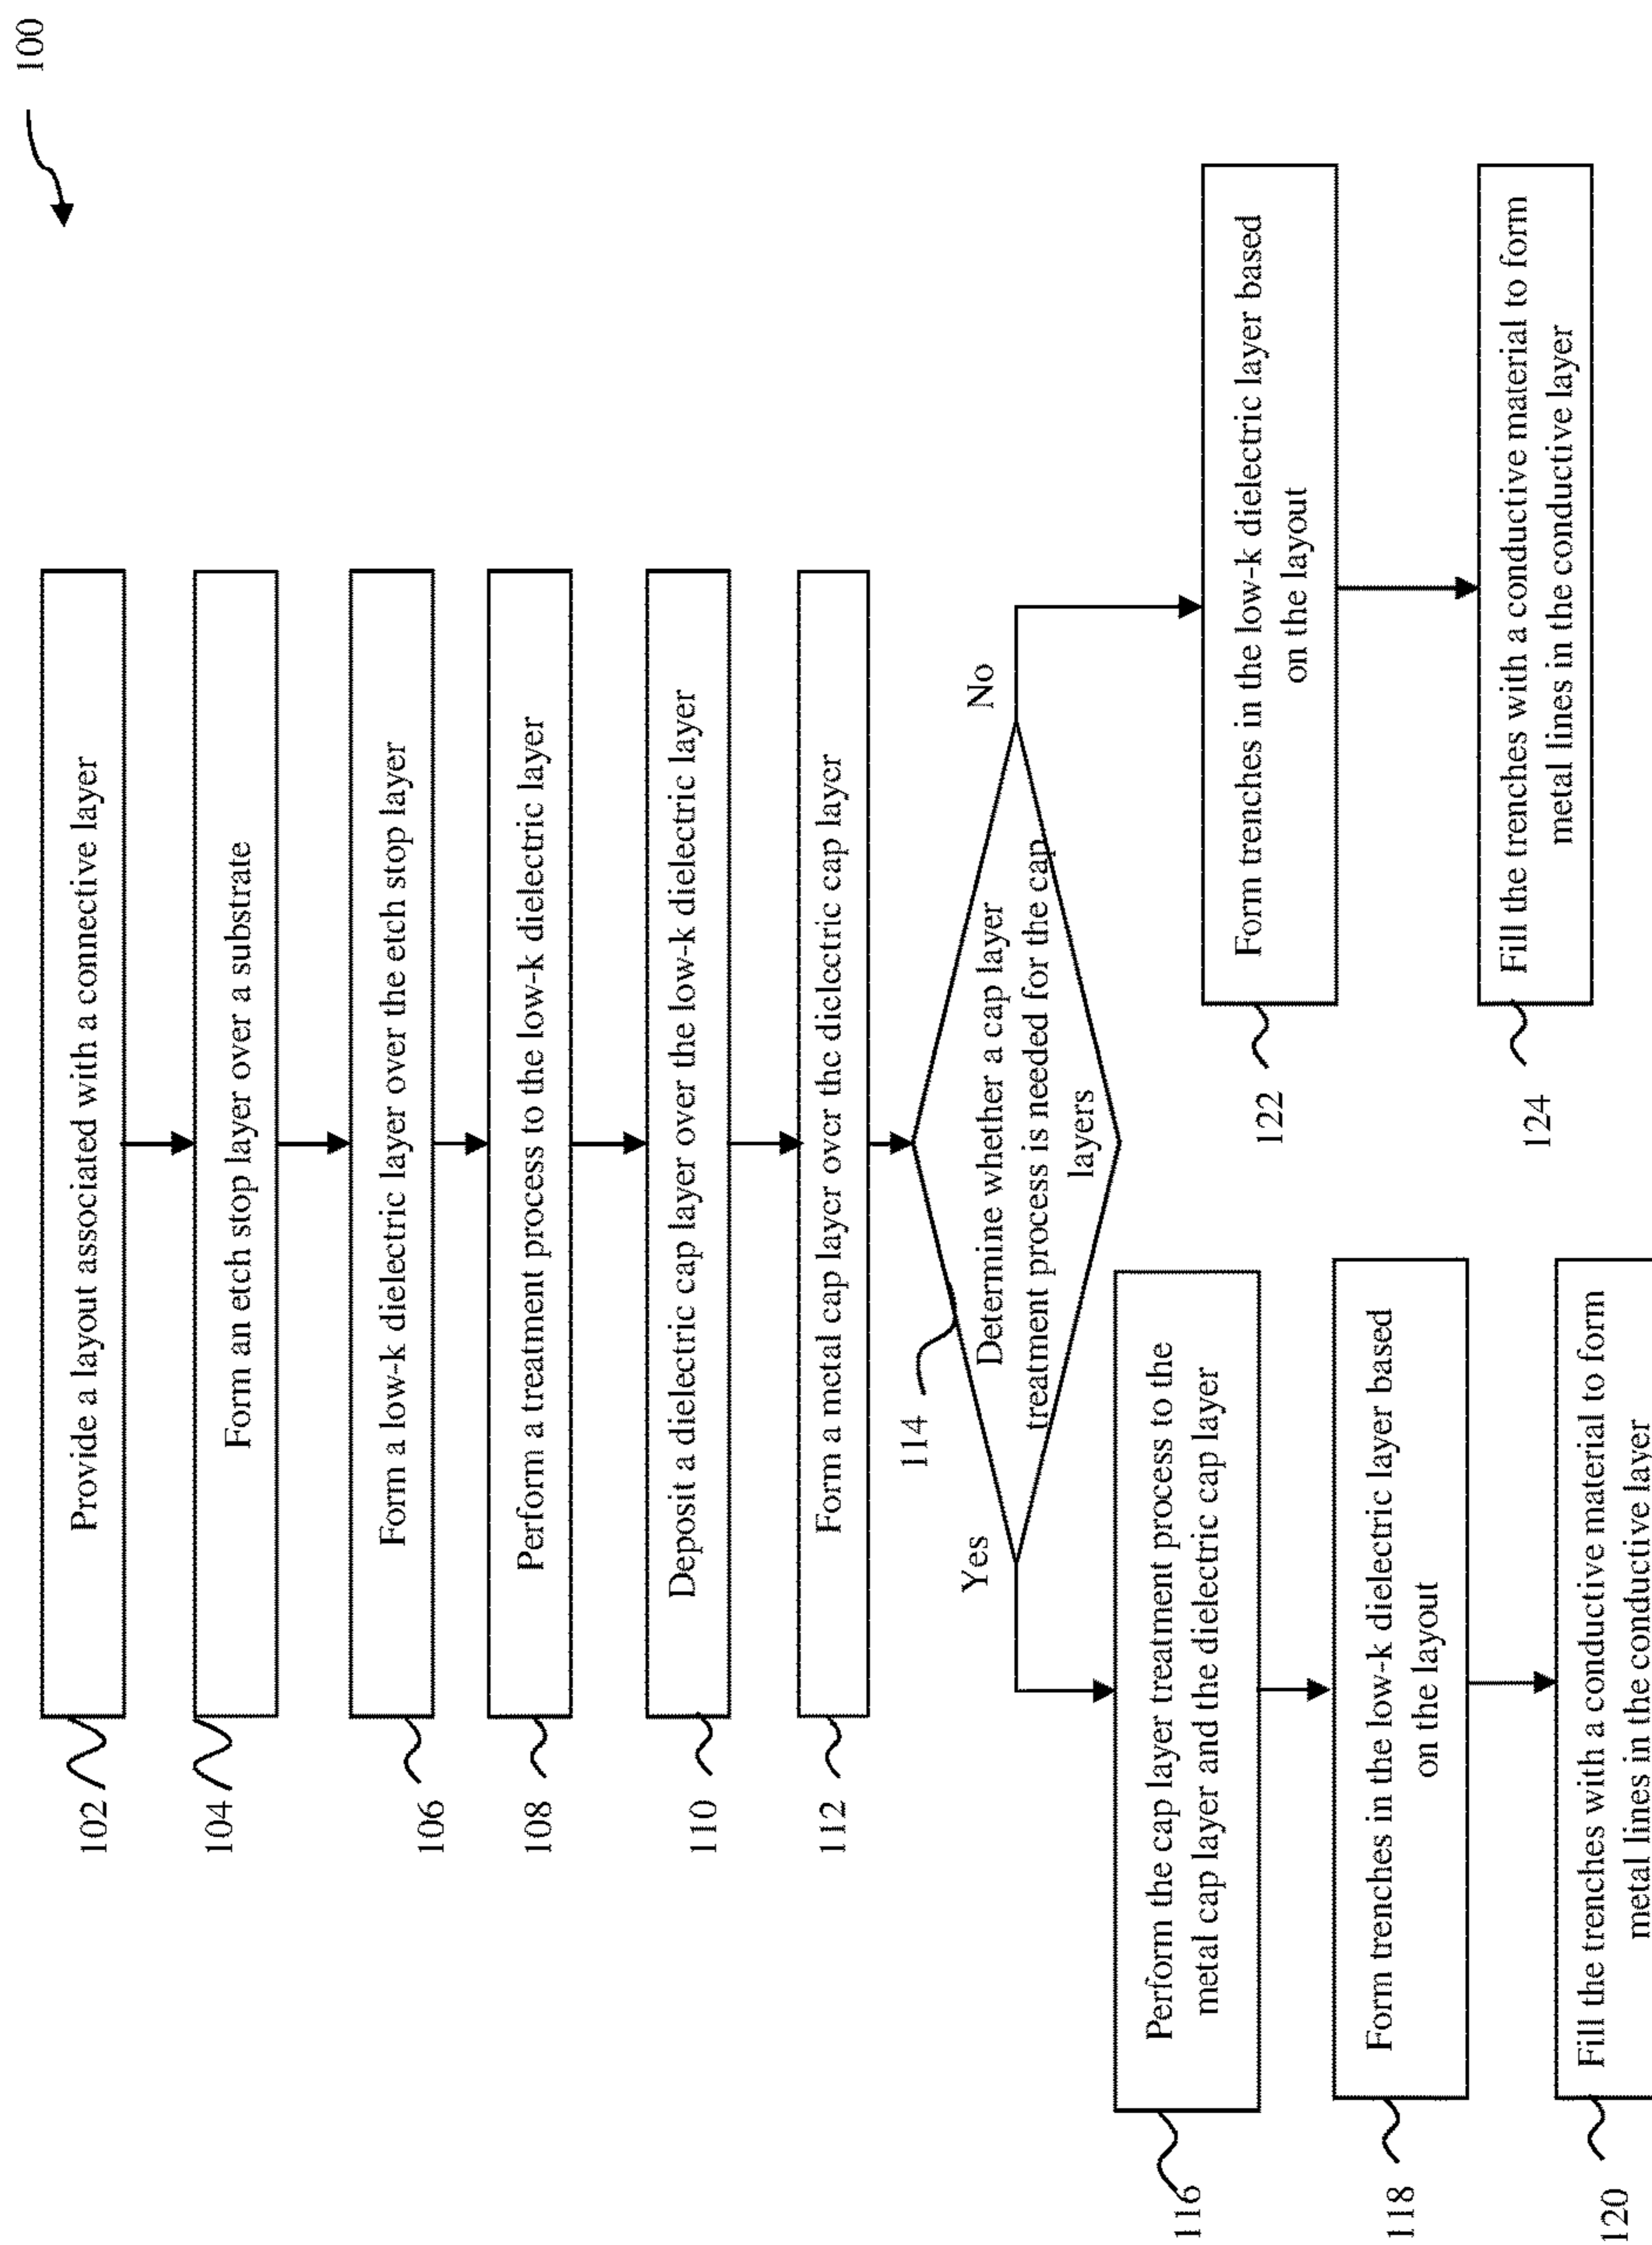 100
102
Provide a layout associated with a connective layer
104
Form an etch stop layer over a substrate
106
Form a low-k dielectric layer over the etch stop layer
108
Perform a treatment process to the low-k dielectric layer
110
Deposit a dielectric cap layer over the low-k dielectric layer
112
Form a metal cap layer over the dielectric cap layer
114
Determine whether a cap layer
treatment process is needed for the cap
layers
Yes
No
116
Perform the cap layer treatment process to the
metal cap layer and the dielectric cap layer
118
Form trenches in the low-k dielectric layer based
on the layout
120
Fill the trenches with a conductive material to form
metal lines in the conductive layer
122
Form trenches in the low-k dielectric layer based
on the layout
124
Fill the trenches with a conductive material to form
metal lines in the conductive layer